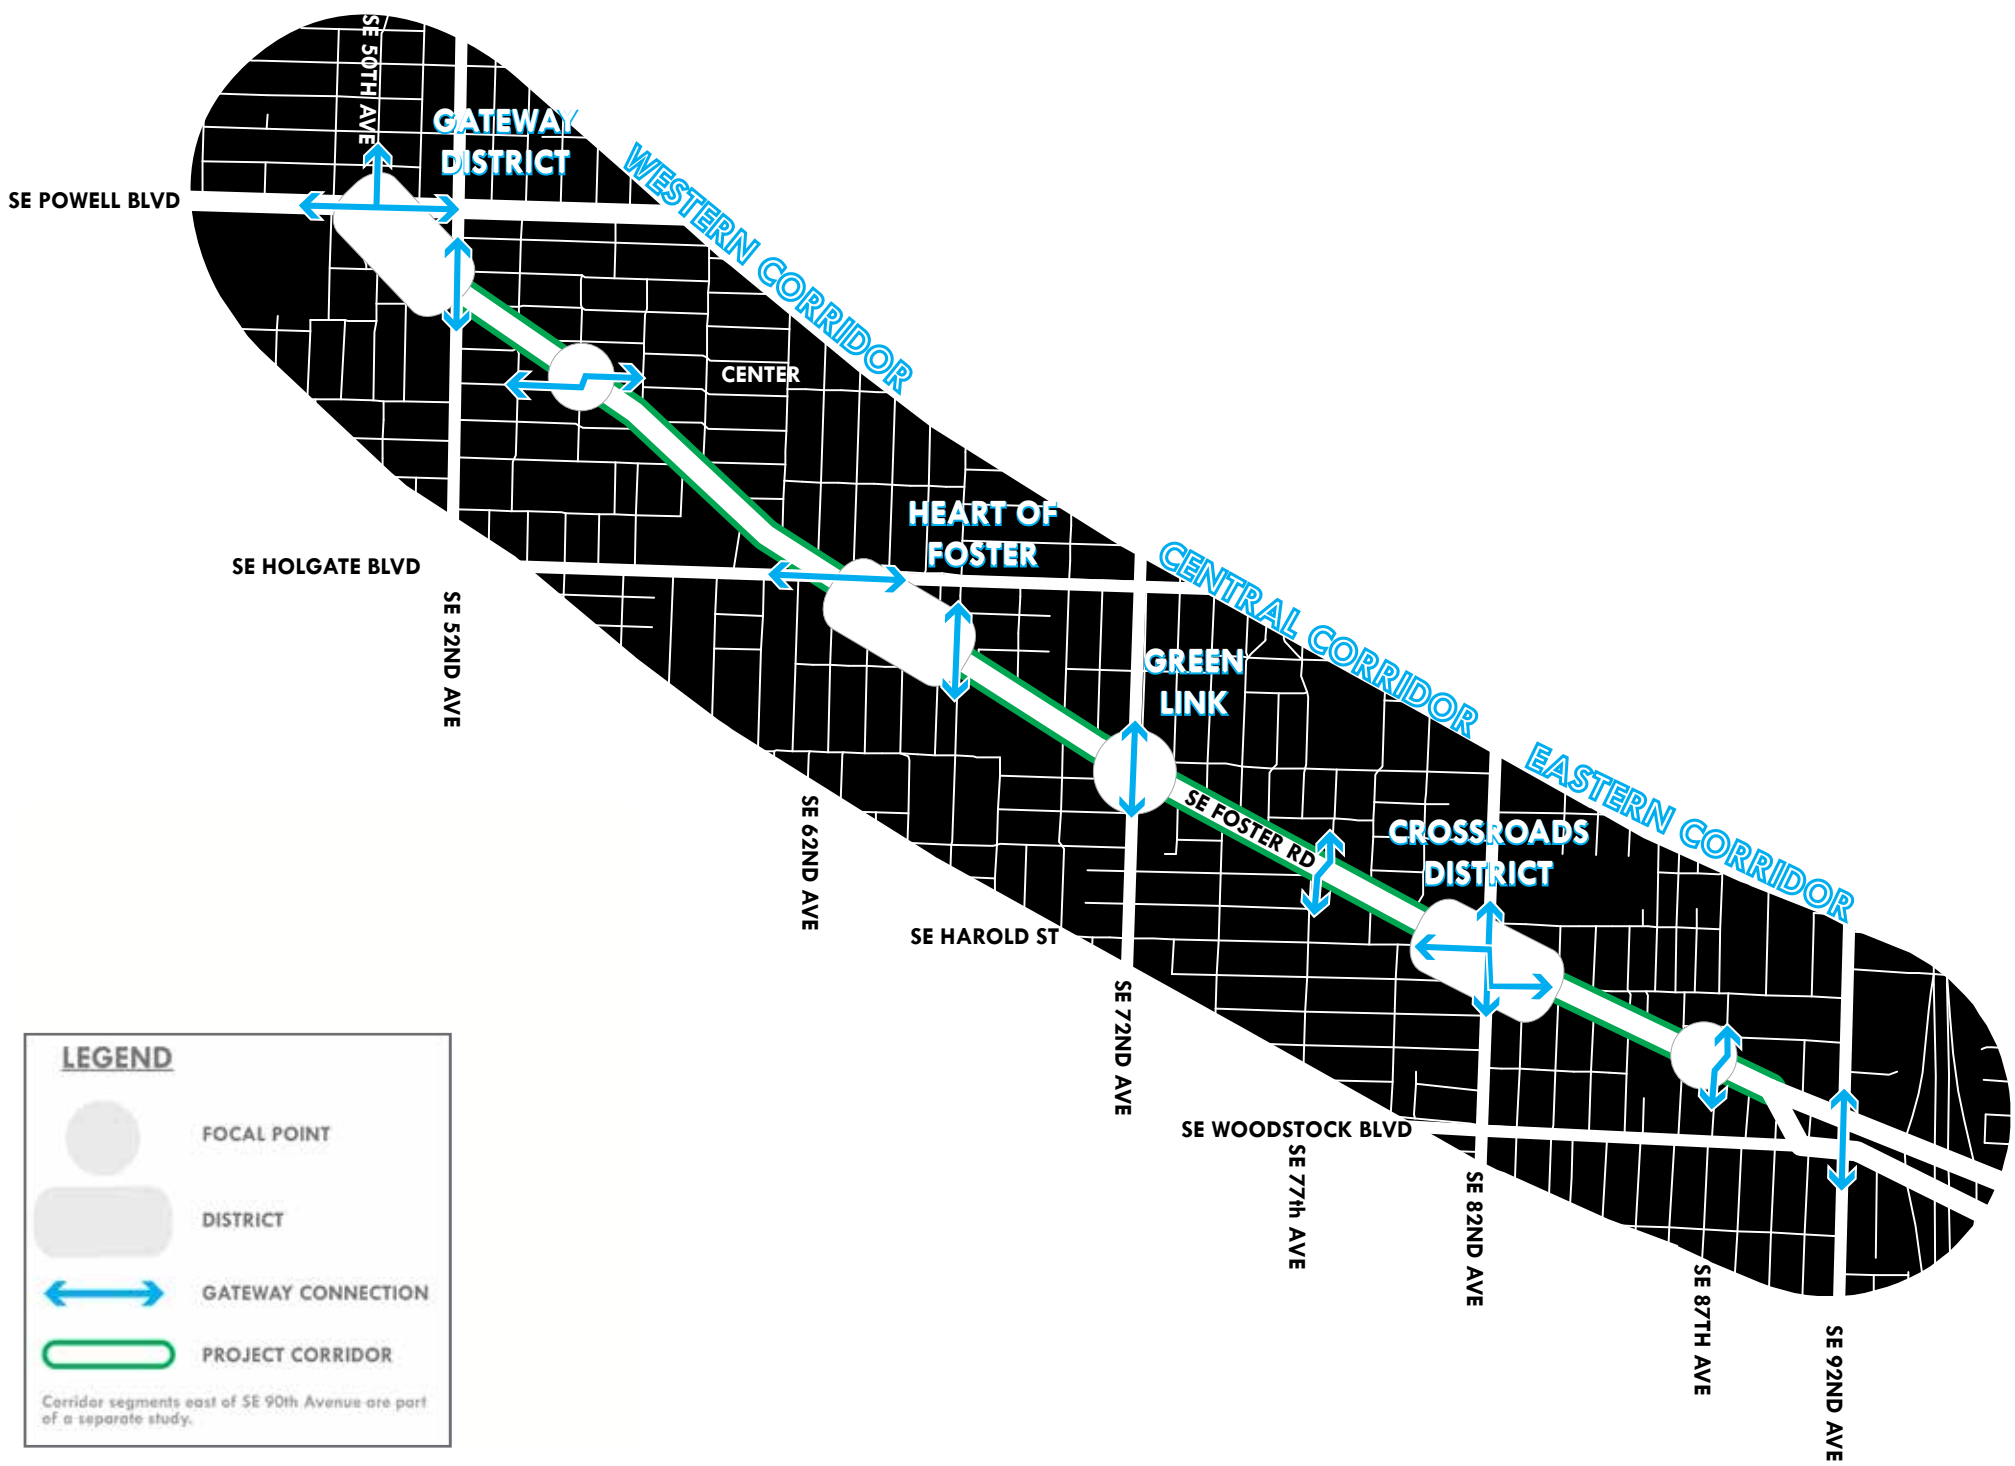 SE 50TH AVE
GATEWAY
DISTRICT
WESTERN CORRIDOR
SE POWELL BLVD
CENTER
HEART OF
FOSTER
SE HOLGATE BLVD
CENTRAL CORRIDOR
SE 52ND AVE
GREEN
LINK
EASTERN CORRIDOR
SE FOSTER RD
SE 62ND AVE
CROSSROADS
DISTRICT
SE HAROLD ST
SE 72ND AVE
SE WOODSTOCK BLVD
SE 77th AVE
SE 82ND AVE
SE 87TH AVE
SE 92ND AVE
LEGEND
FOCAL POINT
DISTRICT
GATEWAY CONNECTION
PROJECT CORRIDOR
Corridor segments east of SE 90th Avenue are part
of a separate study.